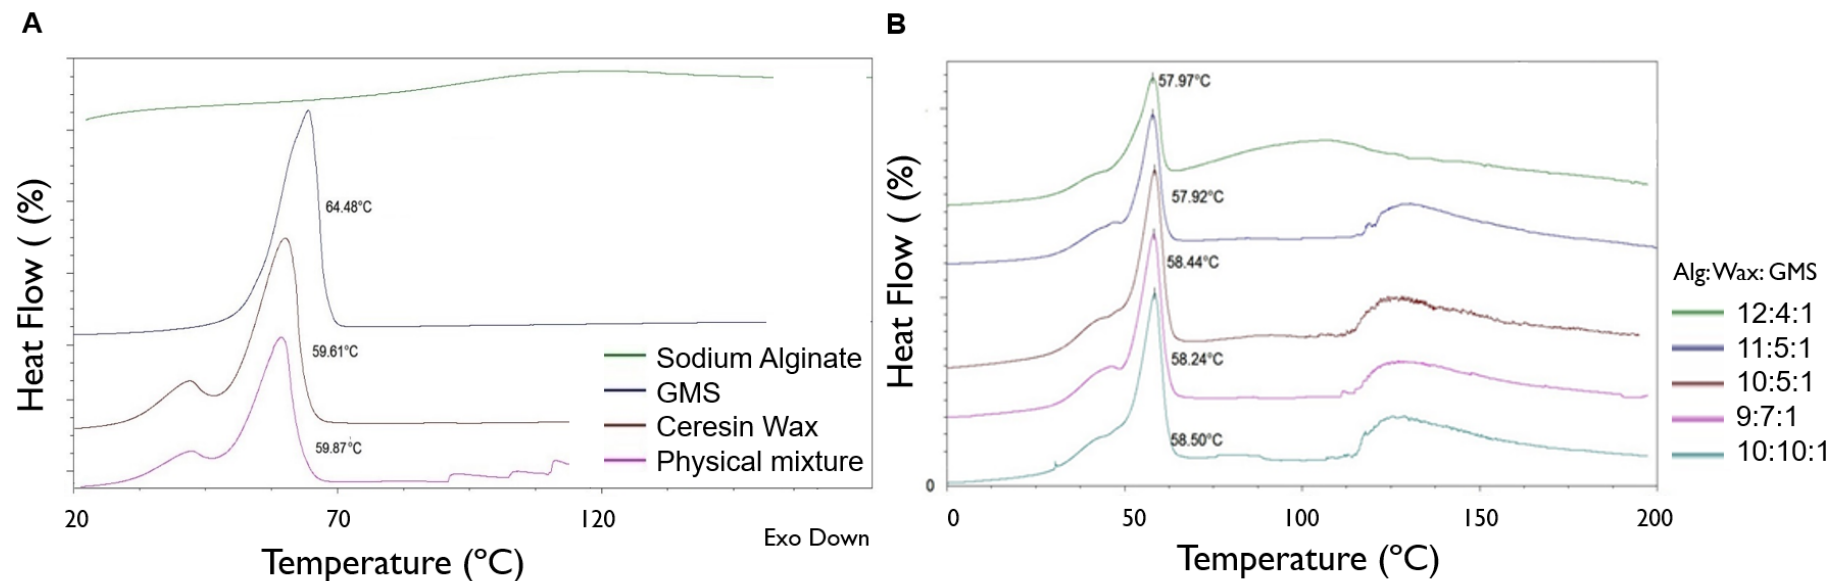 A
Heat Flow ( (%)
64.48°C
59.61°C
59.87°C
Sodium Alginate
GMS
Ceresin Wax
Physical mixture
20
70
120
Exo Down
Temperature (ºC)
B
Heat Flow ( (%)
57.97°C
57.92°C
58.44°C
58.24°C
58.50°C
0
0
50
100
150
200
Temperature (ºC)
Alg:Wax: GMS
12:4:1
11:5:1
10:5:1
9:7:1
10:10:1